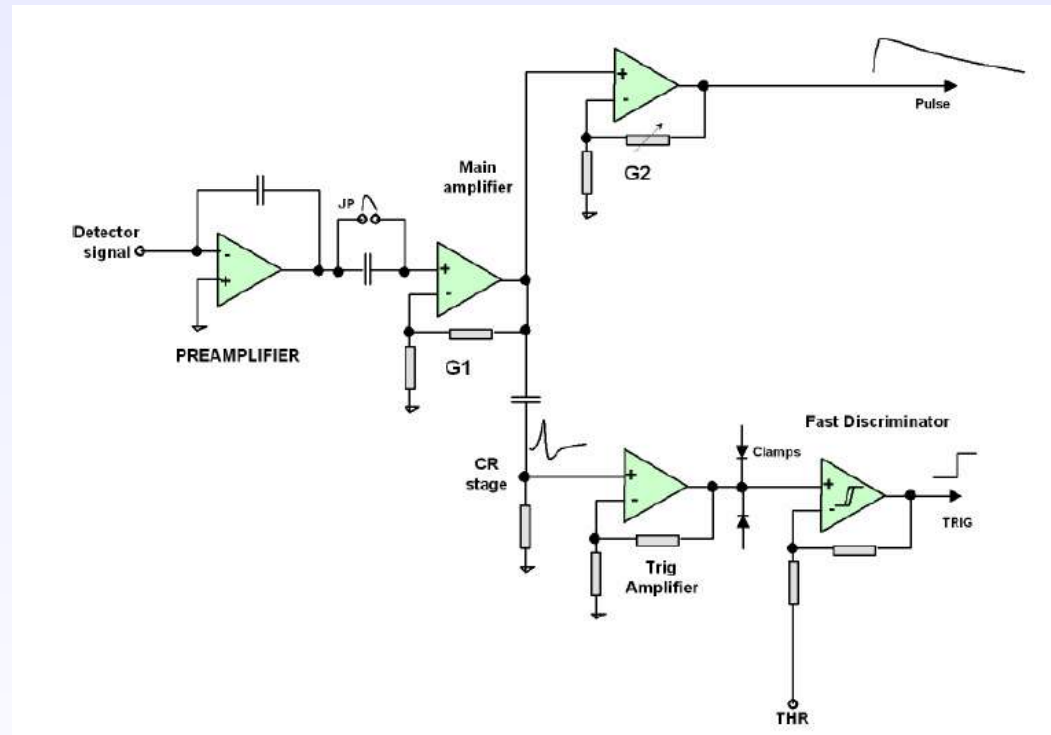 Pulse
G2
Main
amplifier
JP
Detector
signal
-
+
PREAMPLIFIER
+
-
G1
+
-
Fast Discriminator
Clamps
CR
stage
+
-
Trig
Amplifier
+
-
TRIG
THR
+
-